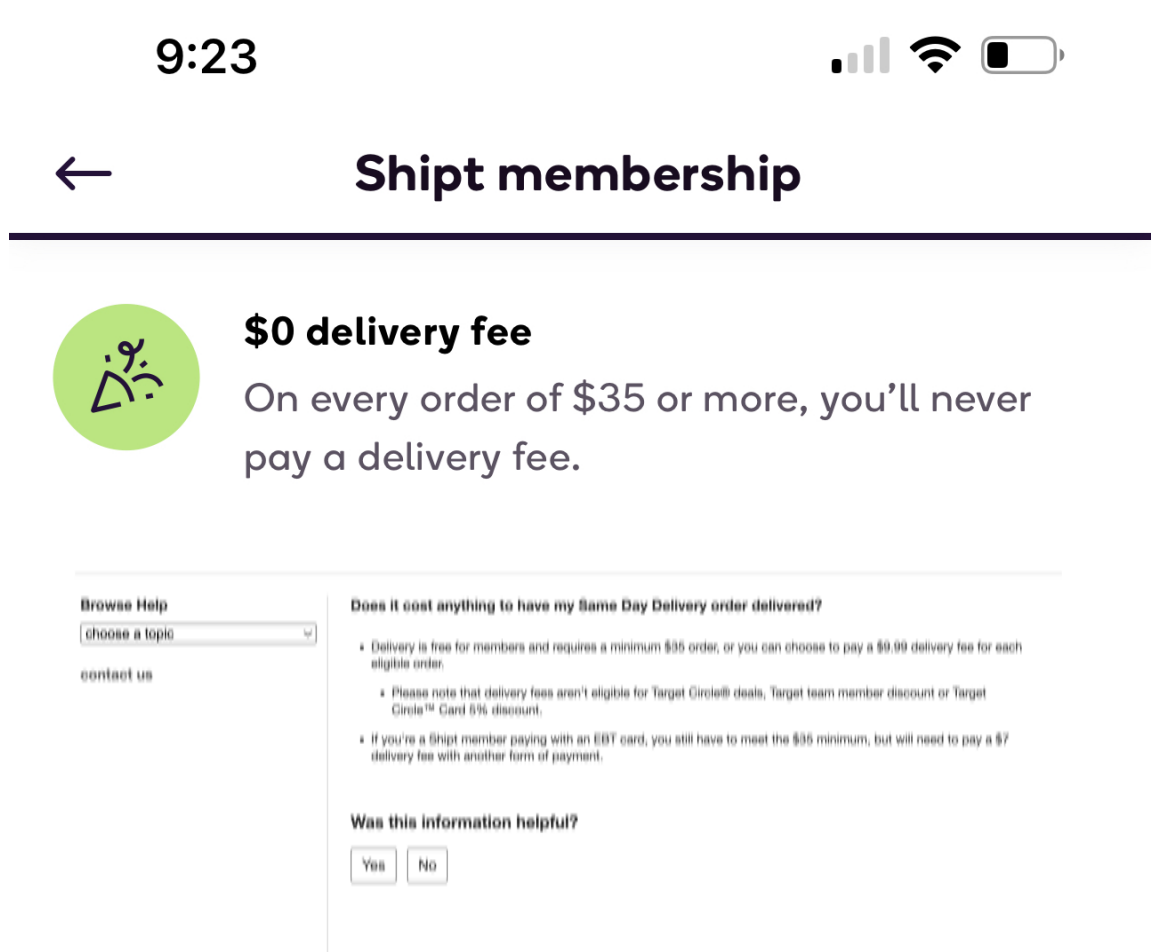 9:23
Shipt membership
$0 delivery fee
On every order of $35 or more, you’ll never
pay a delivery fee.
Browse Help
Does it cost anything to have my Same Day Delivery order delivered?
choose a topic
Delivery is free for members and requires a minimum $35 order, or you can choose to pay a $9.99 delivery fee for each
eligible order.
contact us
Please note that delivery fees aren't eligible for Target Circle® deals, Target team member discount or Target
Circle™ Card 5% discount.
If you're a Shipt member paying with an EBT card, you still have to meet the $35 minimum, but will need to pay a $7
delivery fee with another form of payment.
Was this information helpful?
Yes
No